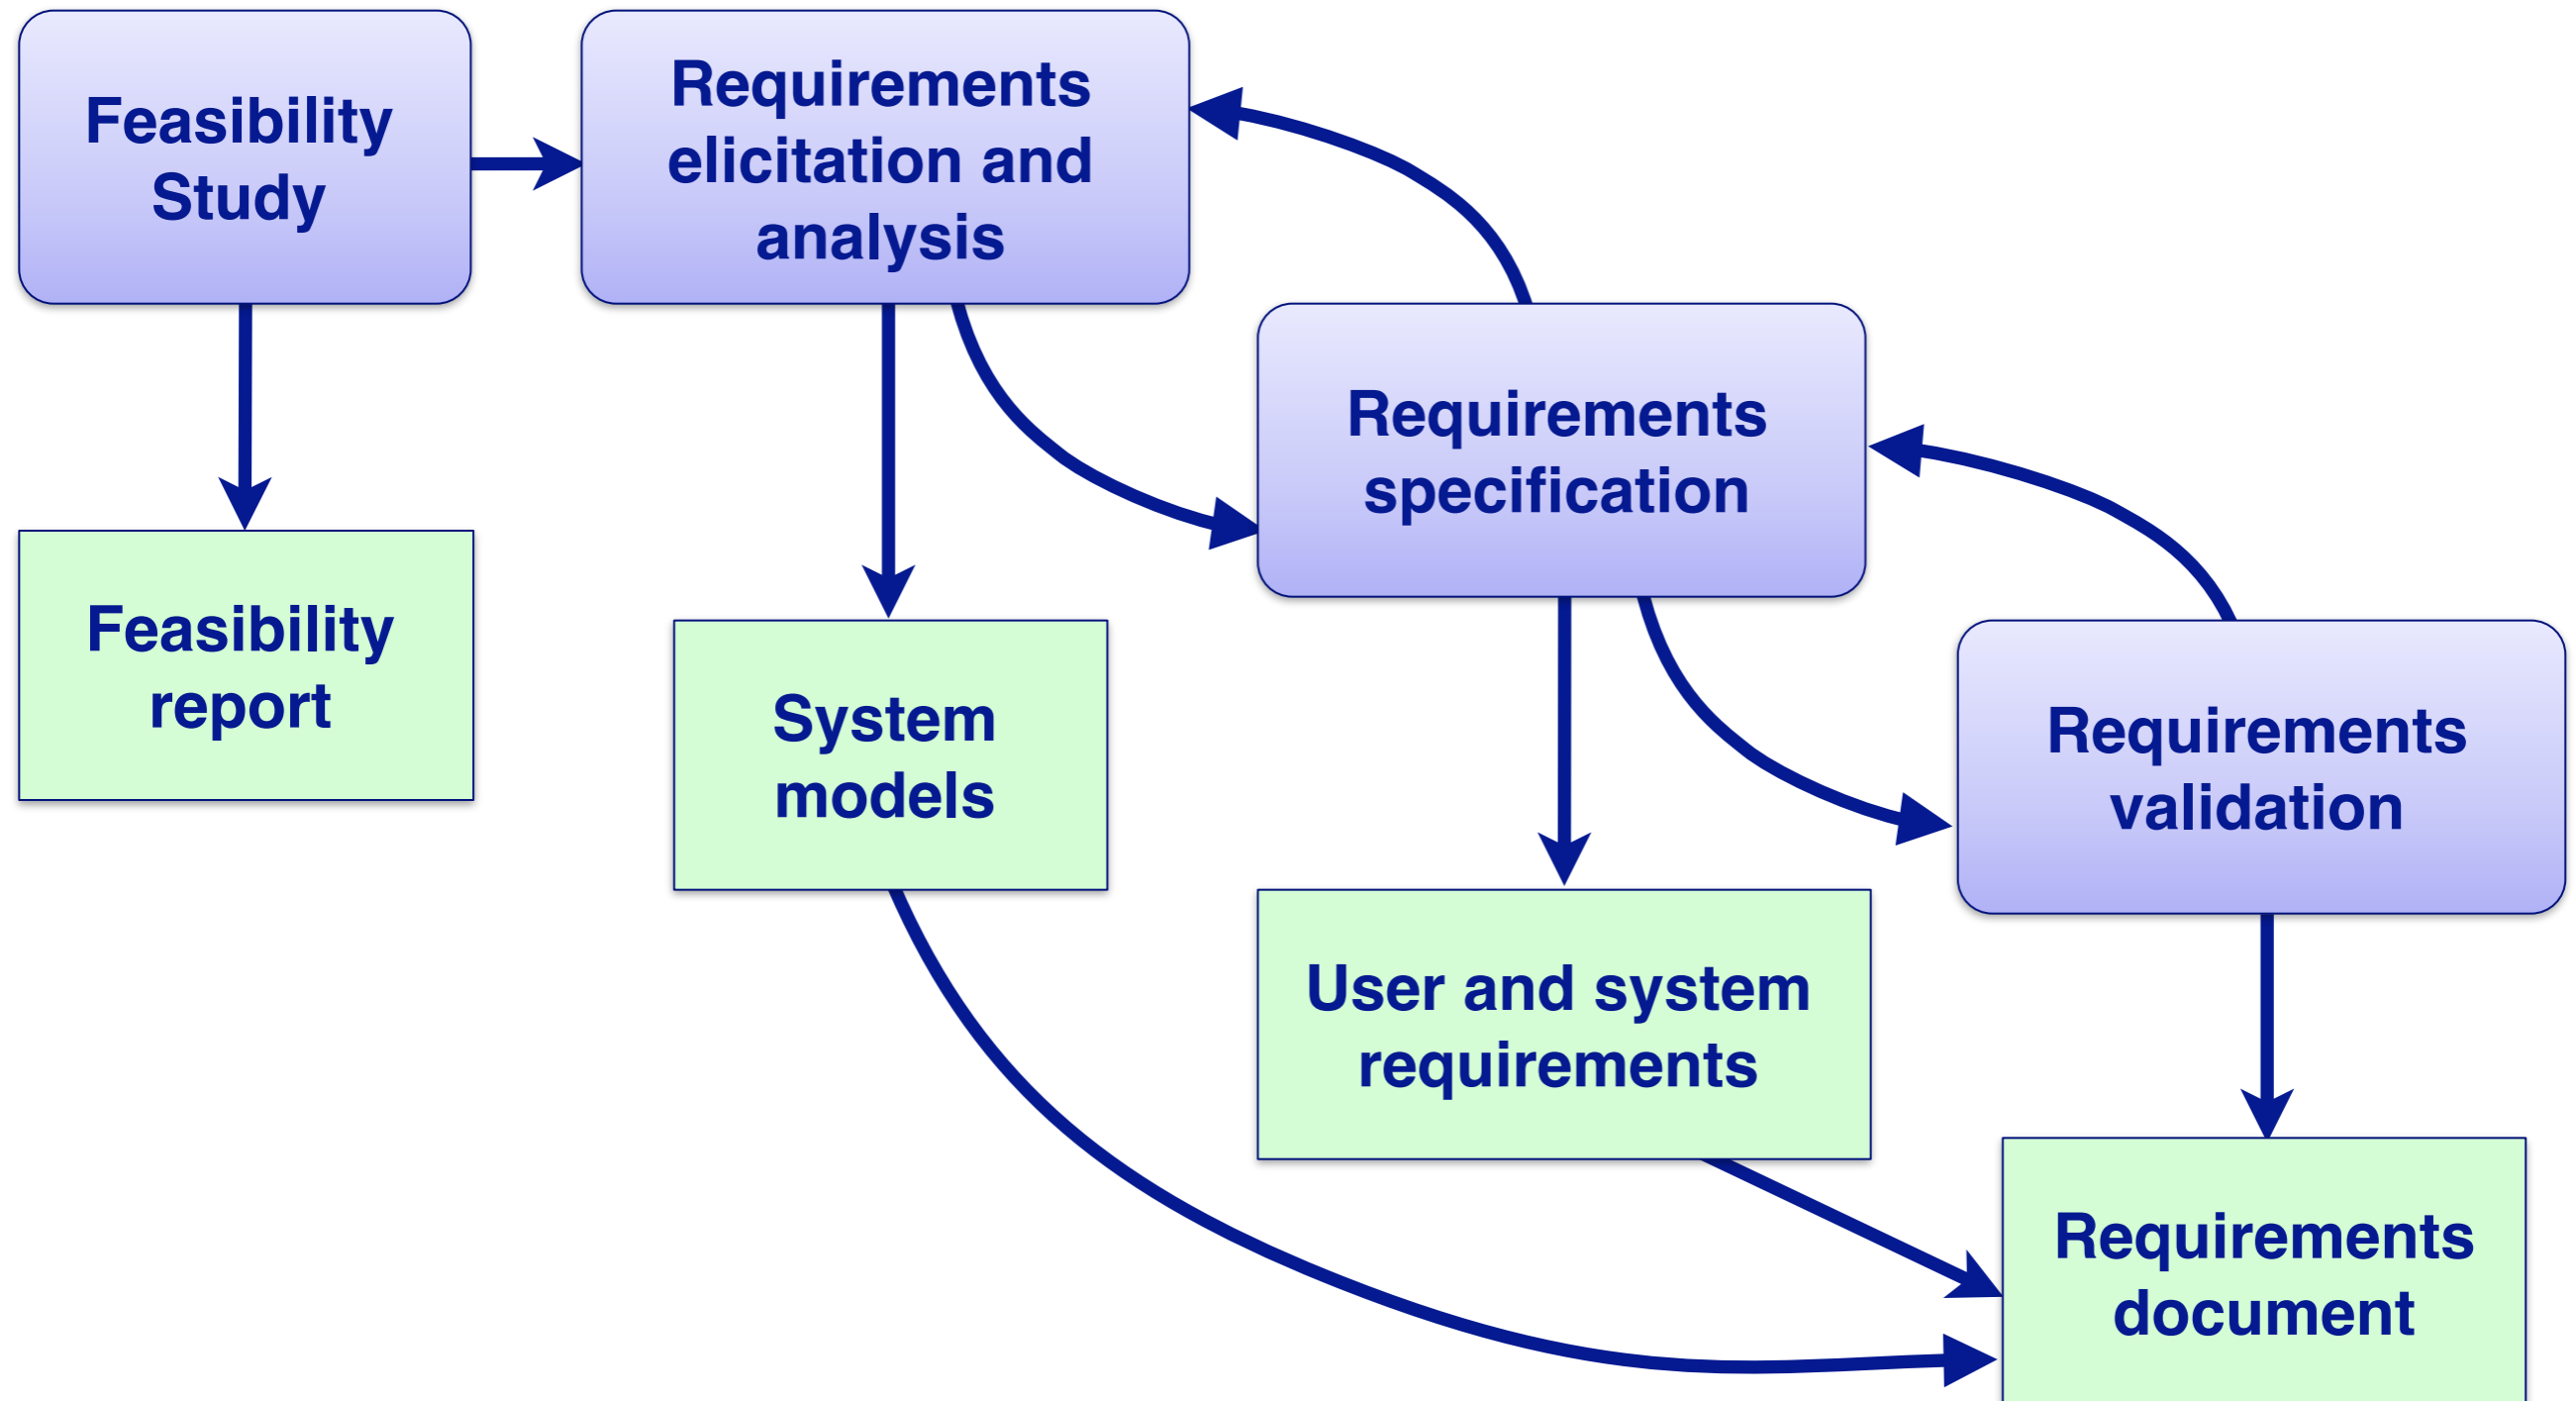 Feasibility
Study
Requirements
elicitation and
analysis
Requirements
specification
Feasibility
report
System
models
Requirements
validation
User and system
requirements
Requirements
document